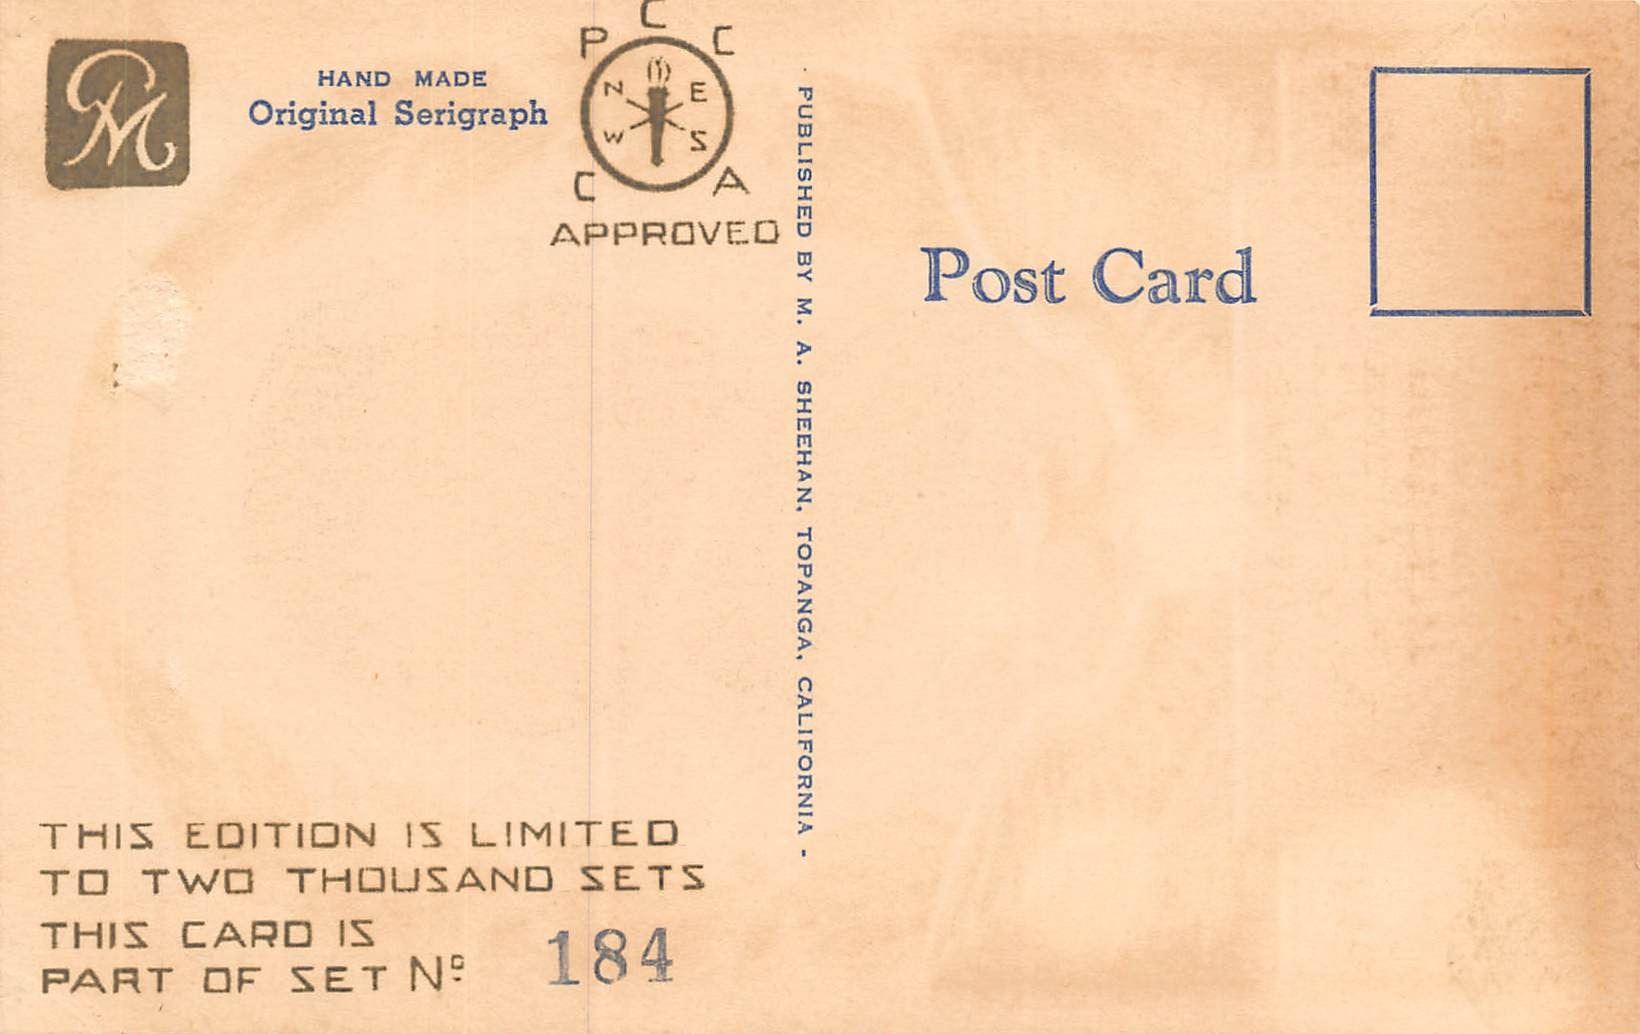 HAND MADE
Original Serigraph
P C C
N E
W S
C A
APPROVED
PUBLISHED BY M. A. SHEEHAN, TOPANGA, CALIFORNIA -
Post Card
THIS EDITION IS LIMITED
TO TWO THOUSAND SETS
THIS CARD IS
PART OF SET Nº 184